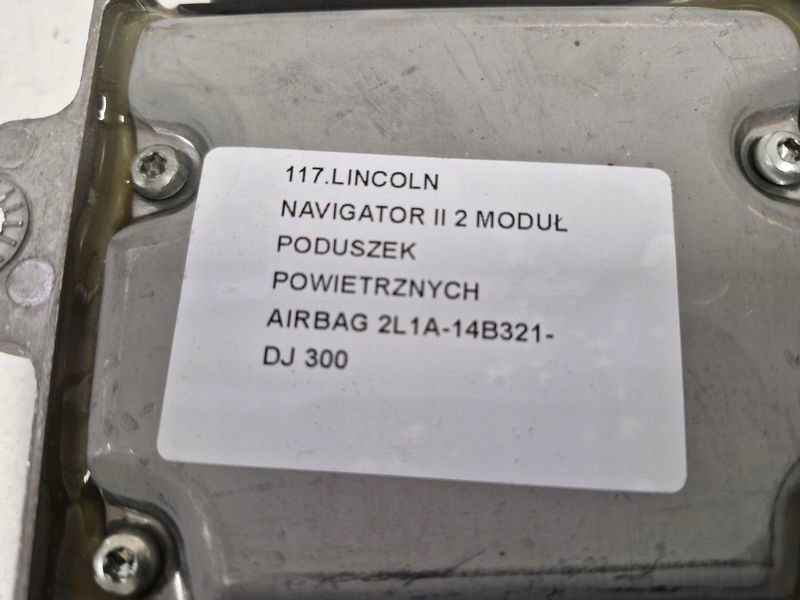 117.LINCOLN
NAVIGATOR II 2 MODUŁ
PODUSZEK
POWIETRZNYCH
AIRBAG 2L1A-14B321-
DJ 300